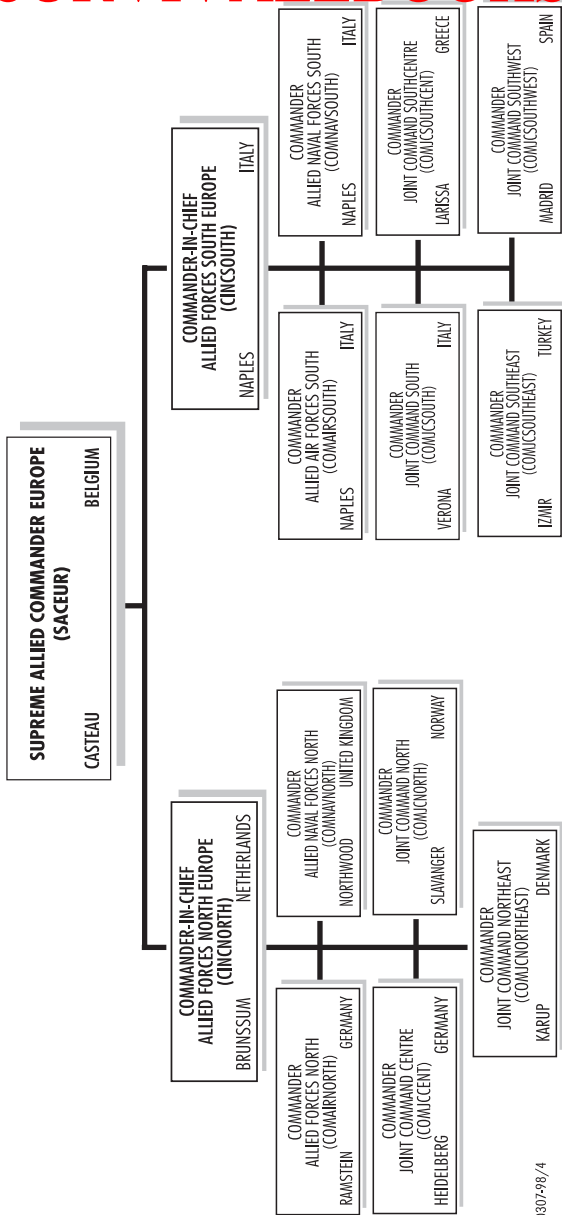 SUPREME ALLIED COMMANDER EUROPE
(SACEUR)
CASTEAU BELGIUM
COMMANDER-IN-CHIEF
ALLIED FORCES NORTH EUROPE
(CINCNORTH)
BRUNSSUM NETHERLANDS
COMMANDER-IN-CHIEF
ALLIED FORCES SOUTH EUROPE
(CINCSOUTH)
NAPLES ITALY
COMMANDER
ALLIED FORCES NORTH
(COMAIRNORTH)
RAMSTEIN GERMANY
COMMANDER
ALLIED NAVAL FORCES NORTH
(COMNAVNORTH)
NORTHWOOD UNITED KINGDOM
COMMANDER
JOINT COMMAND CENTRE
(COMJCCENT)
HEIDELBERG GERMANY
COMMANDER
JOINT COMMAND NORTH
(COMJCNORTH)
SLAVANGER NORWAY
COMMANDER
JOINT COMMAND NORTHEAST
(COMJCNORTHEAST)
KARUP DENMARK
COMMANDER
ALLIED AIR FORCES SOUTH
(COMAIRSOUTH)
NAPLES ITALY
COMMANDER
ALLIED NAVAL FORCES SOUTH
(COMNAVSOUTH)
NAPLES ITALY
COMMANDER
JOINT COMMAND SOUTH
(COMJCSOUTH)
VERONA ITALY
COMMANDER
JOINT COMMAND SOUTHCENTRE
(COMJCSOUTHCENT)
LARISSA GREECE
COMMANDER
JOINT COMMAND SOUTHEAST
(COMJCSOUTHEAST)
IZMIR TURKEY
COMMANDER
JOINT COMMAND SOUTHWEST
(COMJCSOUTHWEST)
MADRID SPAIN
0307-98/4